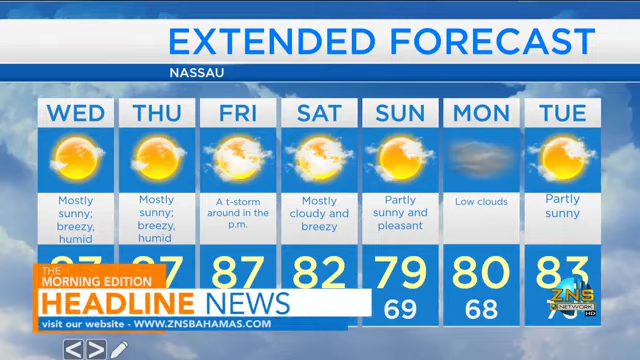 EXTENDED FORECAST
NASSAU
WED THU FRI SAT SUN MON TUE
Mostly
sunny;
breezy,
humid
Mostly
sunny;
breezy,
humid
A t-storm
around in the
p.m.
Mostly
cloudy and
breezy
Partly
sunny and
pleasant
Low clouds
Partly
sunny
87 82 79 80 83
69 68
THE
MORNING EDITION
HEADLINE NEWS
visit our website - WWW.ZNSBAHAMAS.COM
ZNS
NETWORK
HD